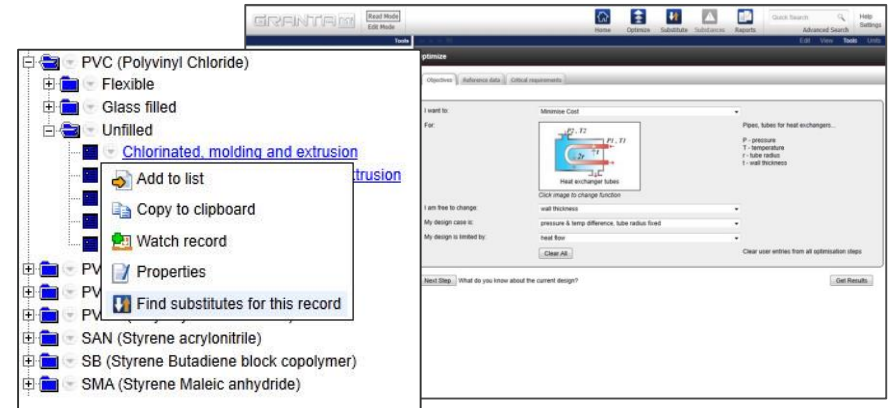 GRANTA MI
Read Mode
Edit Mode
Home
Optimize
Substitute
Substances
Reports
Quick Search
Advanced Search
Help
Settings
Tools
Edit View Tools Units
ptimize
Objectives
Reference data
Critical requirements
I want to:
Minimise Cost
For:
P2, T2
P1, T1
2r
t
Heat exchanger tubes
Click image to change function
Pipes, tubes for heat exchangers...
P - pressure
T - temperature
r - tube radius
t - wall thickness
I am free to change:
wall thickness
My design case is:
pressure & temp difference, tube radius fixed
My design is limited by:
heat flow
Clear All
Clear user entries from all optimisation steps
Next Step
What do you know about the current design?
Get Results
PVC (Polyvinyl Chloride)
Flexible
Glass filled
Unfilled
Chlorinated, molding and extrusion
trusion
Add to list
Copy to clipboard
Watch record
Properties
Find substitutes for this record
PV
PV
PV
SAN (Styrene acrylonitrile)
SB (Styrene Butadiene block copolymer)
SMA (Styrene Maleic anhydride)